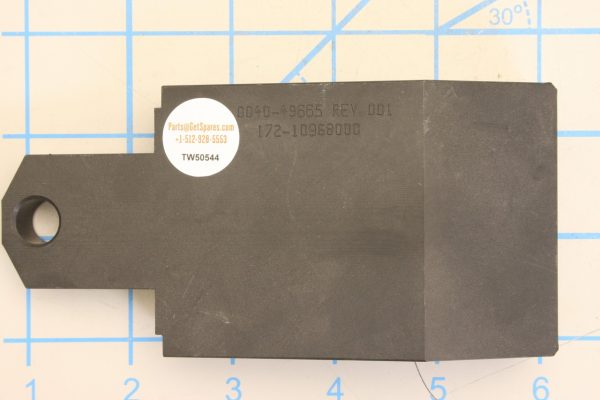 30°
0040-49665 REV 001
172-10968000
Parts@GetSpares.com
+1-512-928-5553
TW50544
1 2 3 4 5 6